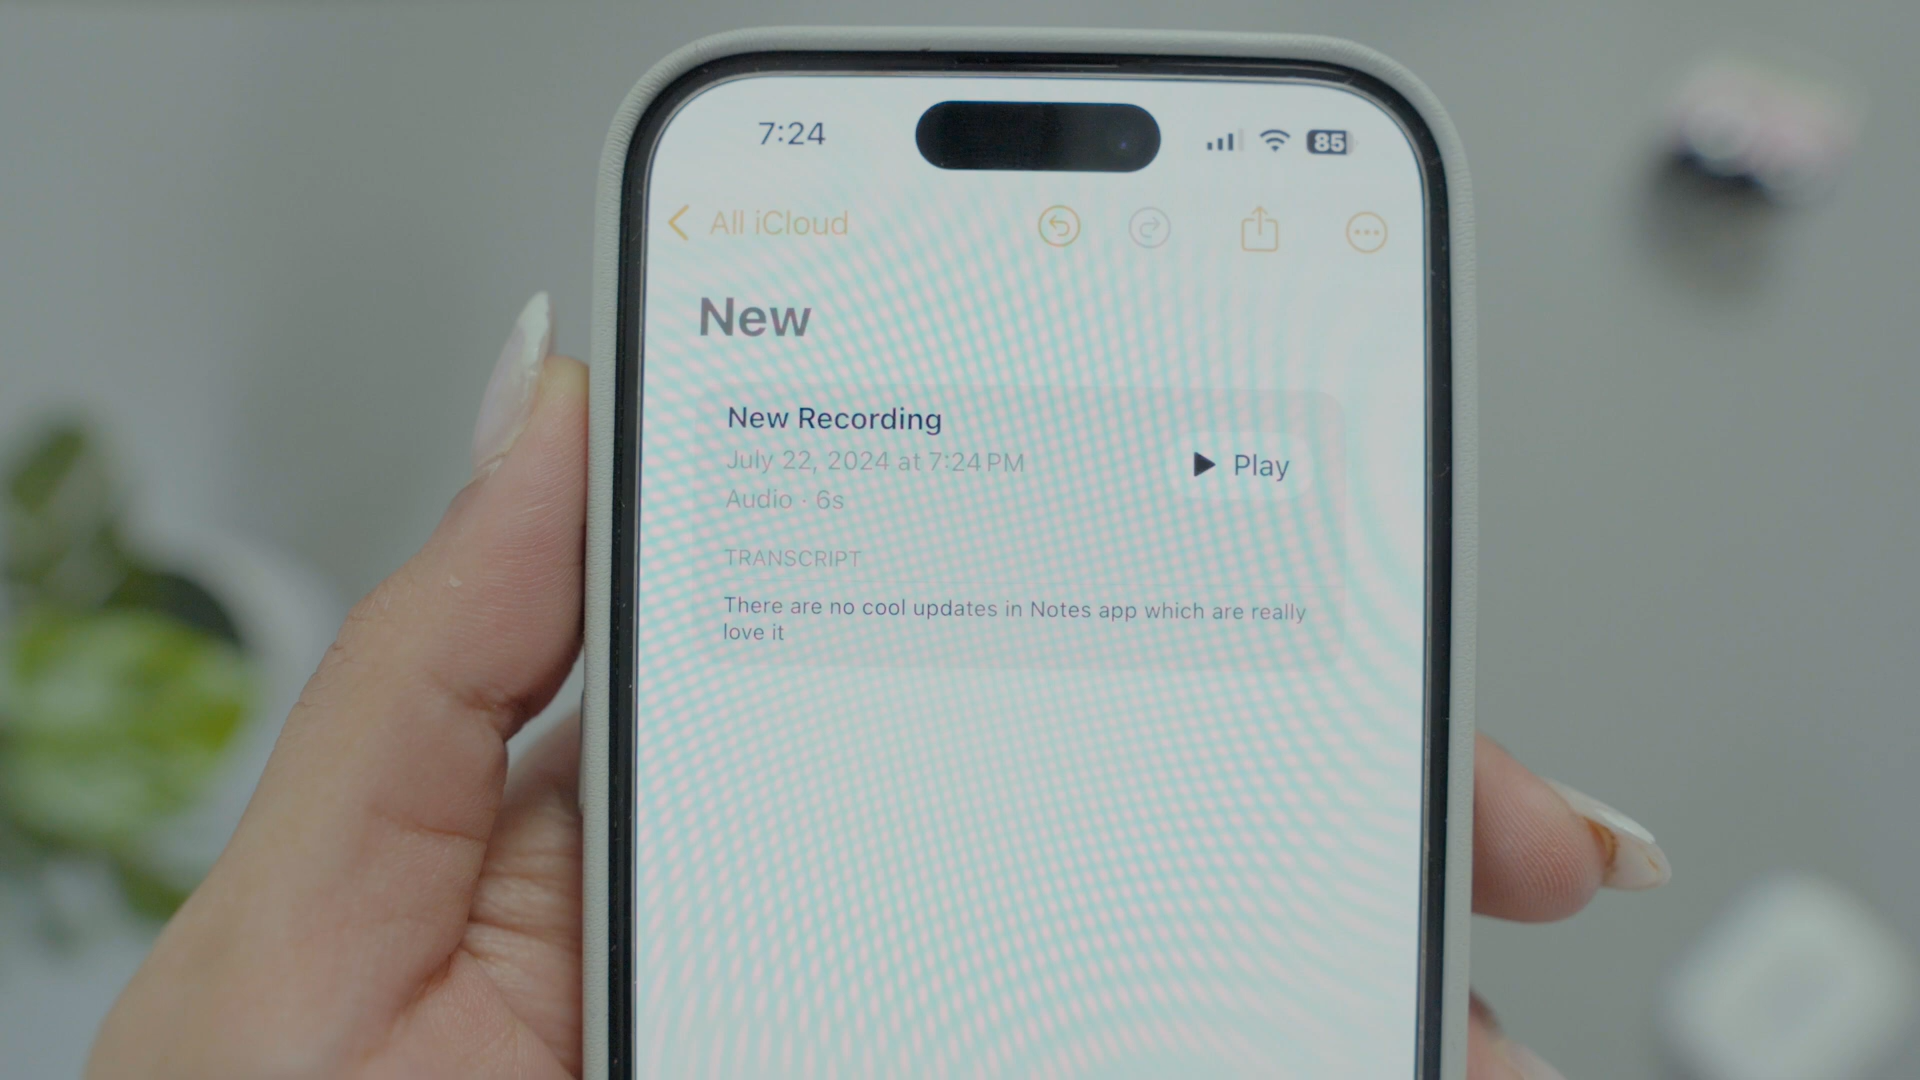 7:24
85
All iCloud
New
New Recording
July 22, 2024 at 7:24 PM
Play
Audio · 6s
TRANSCRIPT
There are no cool updates in Notes app which are really
love it